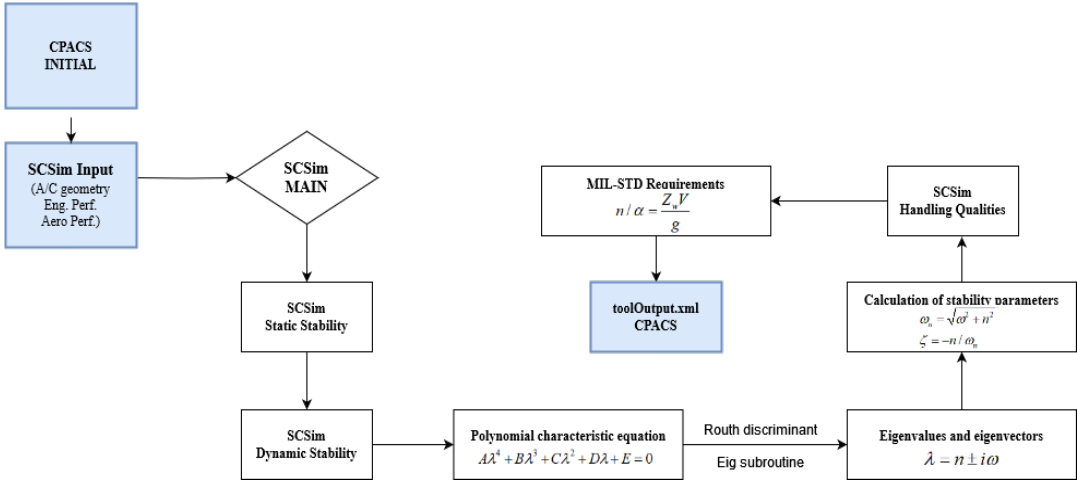 CPACS
INITIAL
SCSim Input
(A/C geometry
Eng. Perf.
Aero Perf.)
SCSim
MAIN
SCSim
Static Stability
SCSim
Dynamic Stability
Polynomial characteristic equation
Aλ⁴ + Bλ³ + Cλ² + Dλ + E = 0
Routh discriminant
Eig subroutine
Eigenvalues and eigenvectors
λ = n ± iω
Calculation of stability parameters
ωₙ = √(ω² + n²)
ζ = −n / ωₙ
SCSim
Handling Qualities
MIL-STD Requirements
n / α = Z_w V / g
toolOutput.xml
CPACS